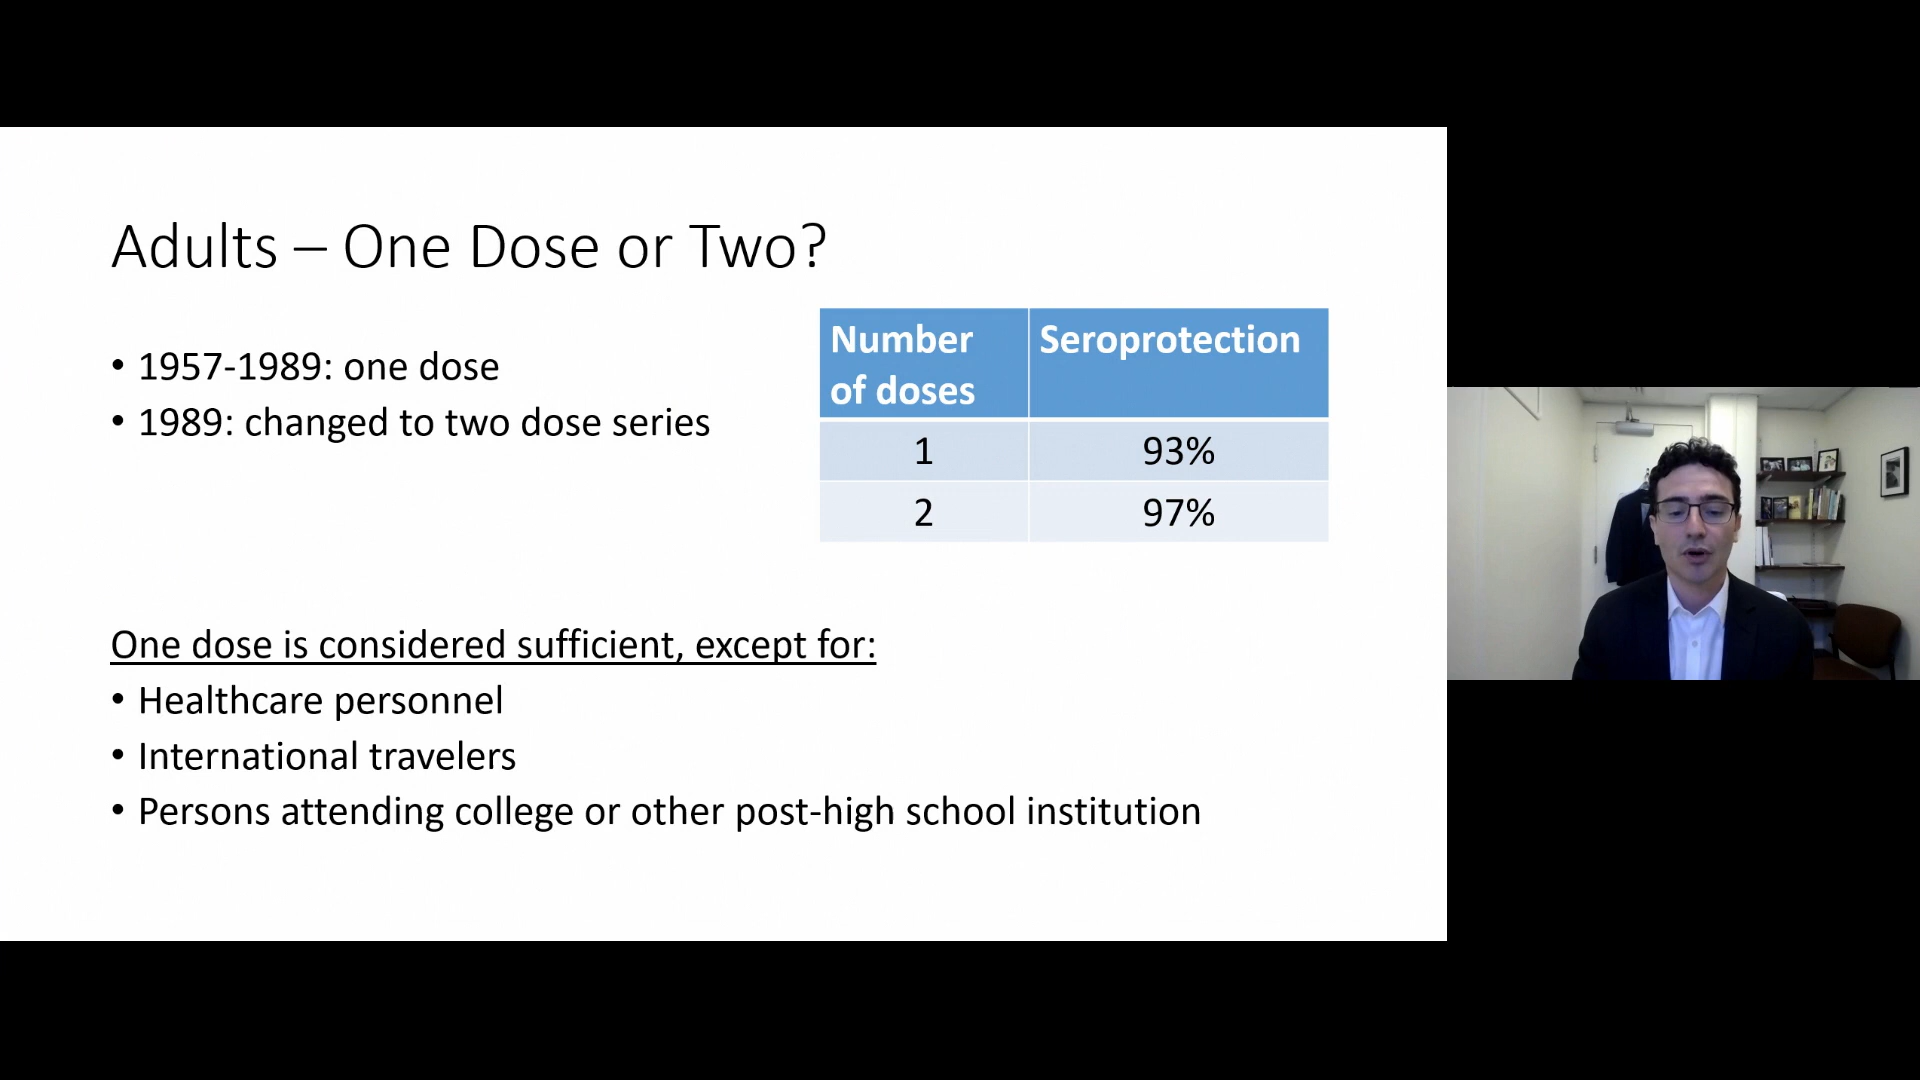 Adults – One Dose or Two?
• 1957-1989: one dose
• 1989: changed to two dose series
Number of doses Seroprotection
1 93%
2 97%
One dose is considered sufficient, except for:
• Healthcare personnel
• International travelers
• Persons attending college or other post-high school institution